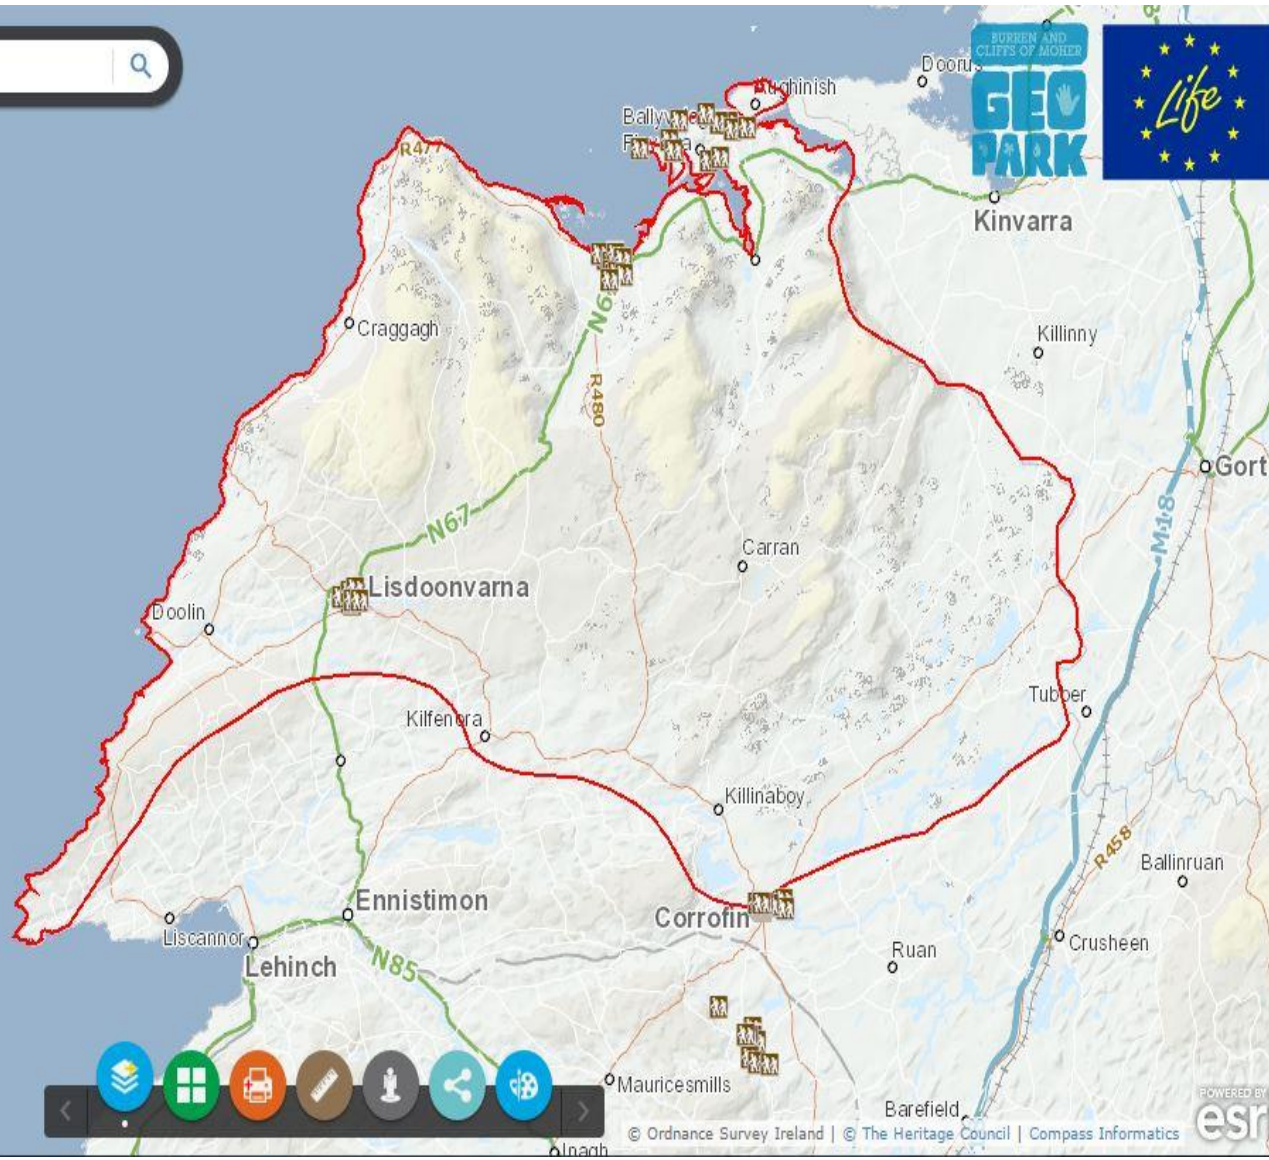 BURREN AND
CLIFFS OF MOHER
GEO
PARK
Life
Doorus
Aughinish
R477
Kinvarra
Craggagh
N67
Killinny
R480
Gort
N67
M18
Carran
Lisdoonvarna
Doolin
Tubber
Kilfenora
Killinaboy
R458
Ballinruan
Ennistimon
Corrofin
Liscannor
Ruan
Crusheen
Lehinch
N85
Mauricesmills
Barefield
POWERED BY
esri
© Ordnance Survey Ireland | © The Heritage Council | Compass Informatics
Inagh